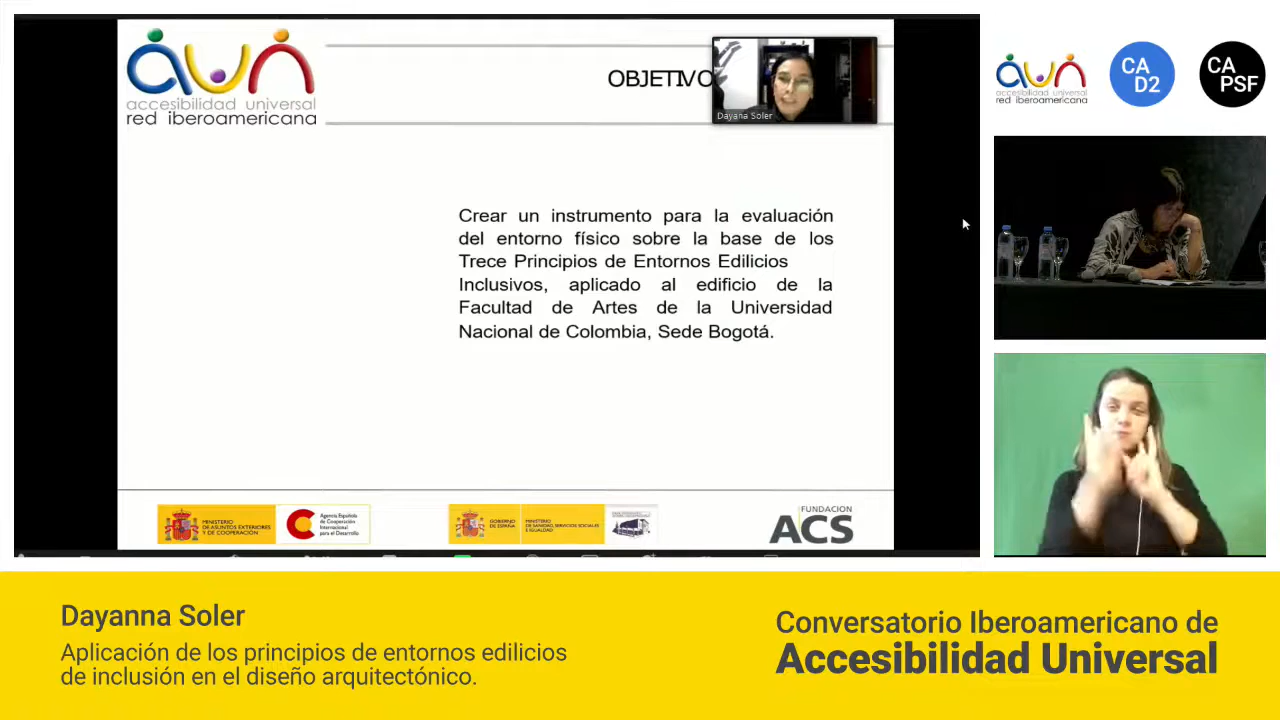 accesibilidad universal
red iberoamericana
OBJETIVO
Dayana Soler
Crear un instrumento para la evaluación
del entorno físico sobre la base de los
Trece Principios de Entornos Edilicios
Inclusivos, aplicado al edificio de la
Facultad de Artes de la Universidad
Nacional de Colombia, Sede Bogotá.
MINISTERIO
DE ASUNTOS EXTERIORES
Y DE COOPERACIÓN
Agencia Española
de Cooperación
Internacional
para el Desarrollo
GOBIERNO
DE ESPAÑA
MINISTERIO
DE SANIDAD, SERVICIOS SOCIALES
E IGUALDAD
FUNDACION
ACS
accesibilidad universal
red iberoamericana
CA
D2
CA
PSF
Dayanna Soler
Aplicación de los principios de entornos edilicios
de inclusión en el diseño arquitectónico.
Conversatorio Iberoamericano de
Accesibilidad Universal